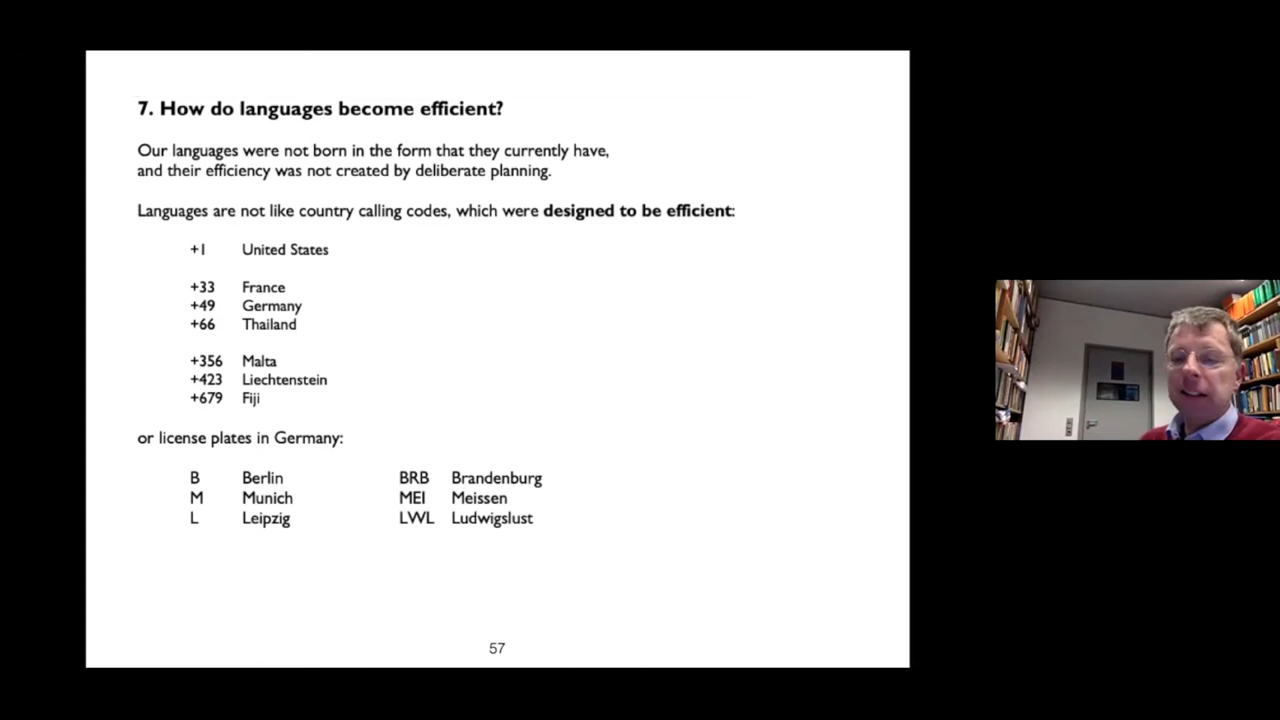 7. How do languages become efficient?
Our languages were not born in the form that they currently have,
and their efficiency was not created by deliberate planning.
Languages are not like country calling codes, which were designed to be efficient:
+1 United States
+33 France
+49 Germany
+66 Thailand
+356 Malta
+423 Liechtenstein
+679 Fiji
or license plates in Germany:
B Berlin BRB Brandenburg
M Munich MEI Meissen
L Leipzig LWL Ludwigslust
57